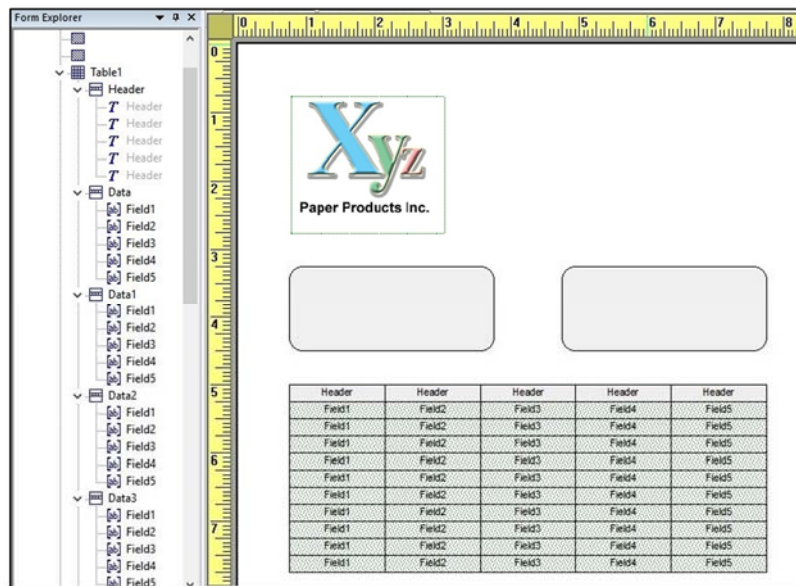 Form Explorer
Table1
Header
Header
Header
Header
Header
Header
Data
Field1
Field2
Field3
Field4
Field5
Data1
Field1
Field2
Field3
Field4
Field5
Data2
Field1
Field2
Field3
Field4
Field5
Data3
Field1
Field2
Field3
Field4
Field5
0 1 2 3 4 5 6 7 8
0
1
2
3
4
5
6
7
Xyz
Paper Products Inc.
Header Header Header Header Header
Field1 Field2 Field3 Field4 Field5
Field1 Field2 Field3 Field4 Field5
Field1 Field2 Field3 Field4 Field5
Field1 Field2 Field3 Field4 Field5
Field1 Field2 Field3 Field4 Field5
Field1 Field2 Field3 Field4 Field5
Field1 Field2 Field3 Field4 Field5
Field1 Field2 Field3 Field4 Field5
Field1 Field2 Field3 Field4 Field5
Field1 Field2 Field3 Field4 Field5